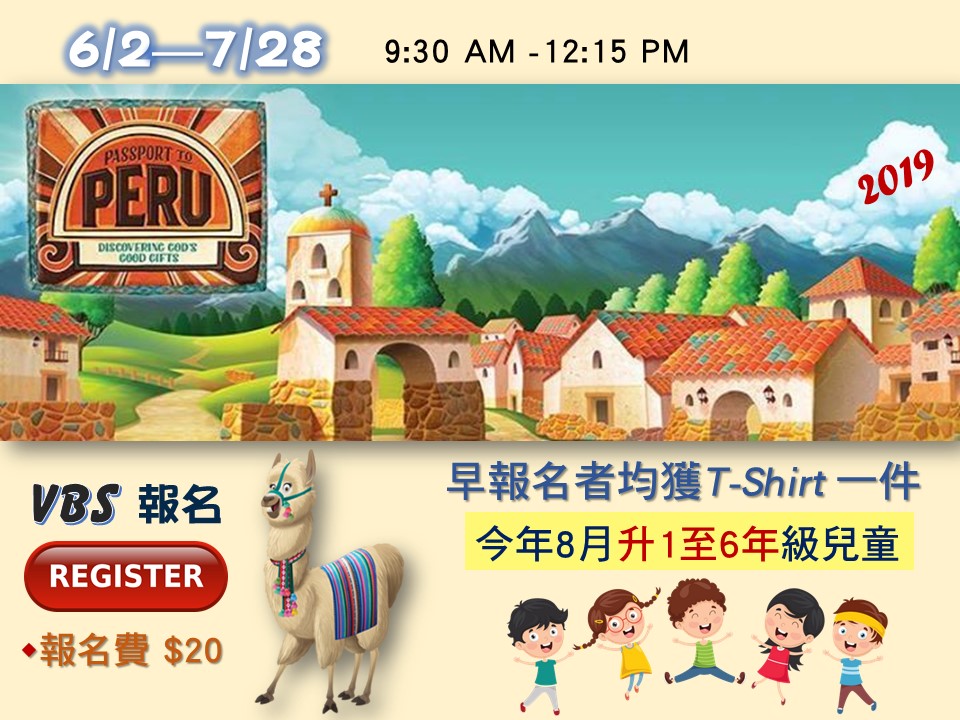 6/2—7/28
9:30 AM -12:15 PM
PASSPORT TO
PERU
DISCOVERING GOD'S
GOOD GIFTS
2019
VBS 報名
REGISTER
◆報名費 $20
早報名者均獲T-Shirt 一件
今年8月升1至6年級兒童